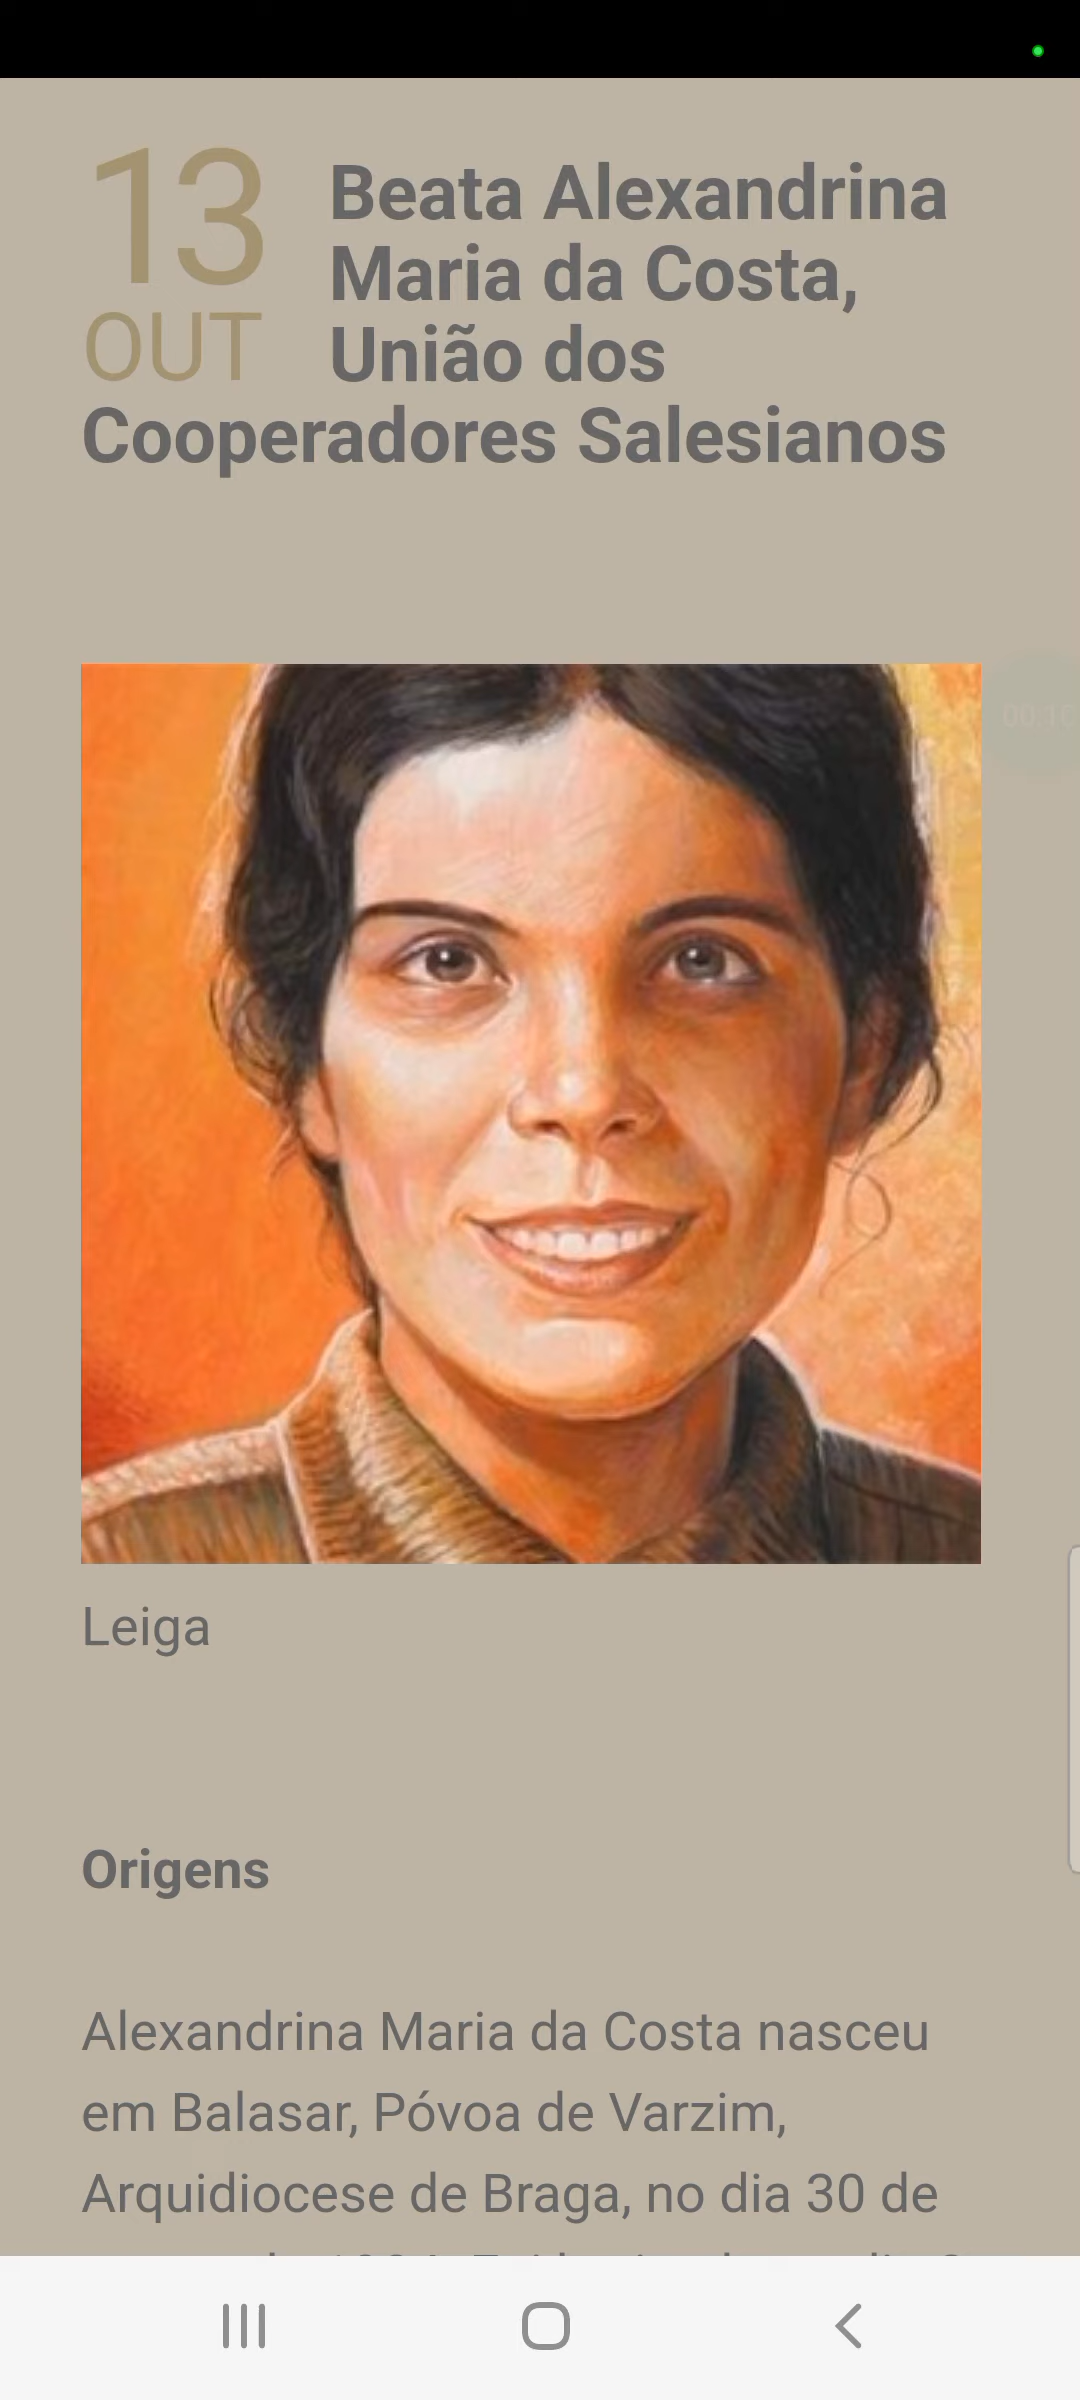 13
OUT
Beata Alexandrina
Maria da Costa,
União dos
Cooperadores Salesianos
Leiga
Origens
Alexandrina Maria da Costa nasceu
em Balasar, Póvoa de Varzim,
Arquidiocese de Braga, no dia 30 de